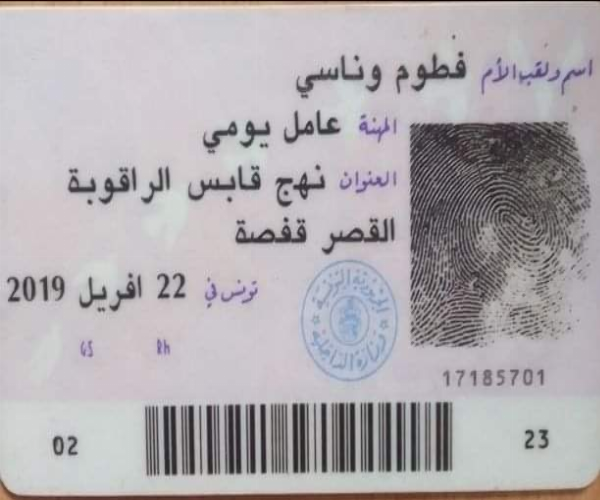 اسم ولقب الأم فطوم وناسي
المهنة عامل يومي
العنوان نهج قابس الراقوبة
القصر قفصة
تونس في 22 افريل 2019
GS Rh
الجمهورية التونسية
وزارة الداخلية
17185701
02 23